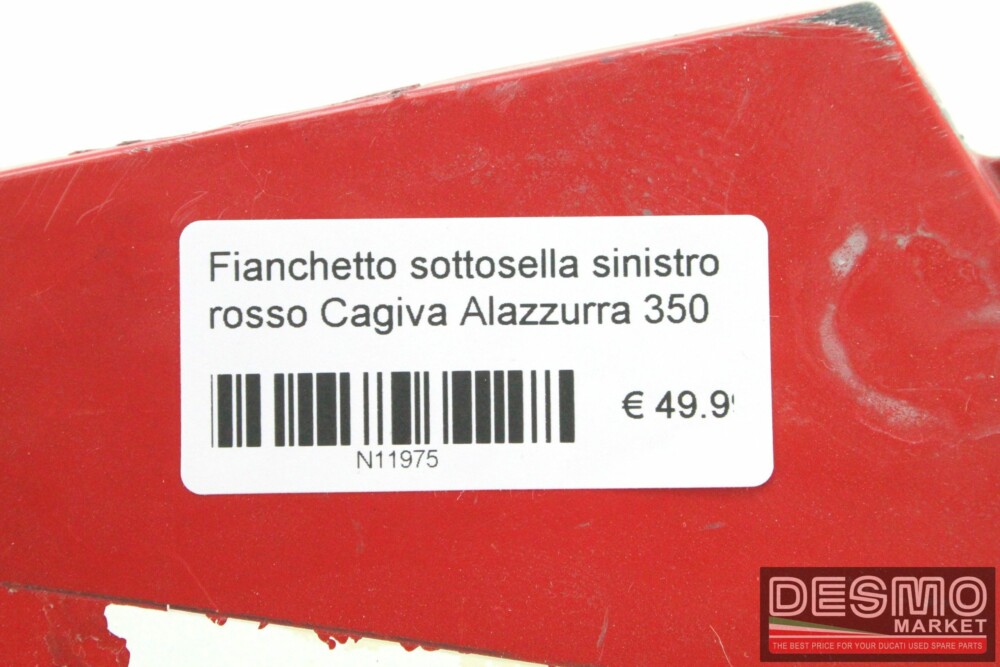 Fianchetto sottosella sinistro
rosso Cagiva Alazzurra 350
€ 49.9
N11975
DESMO
MARKET
THE BEST PRICE FOR YOUR DUCATI USED SPARE PARTS